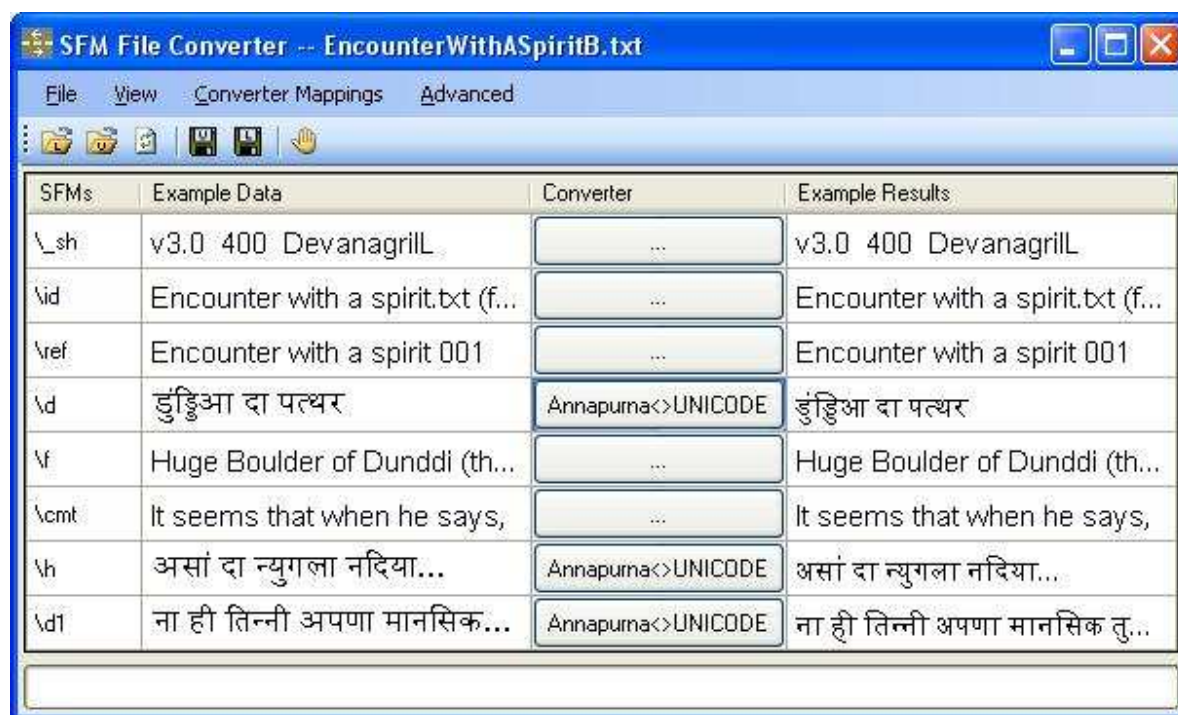 SFM File Converter -- EncounterWithASpiritB.txt
File View Converter Mappings Advanced
SFMs Example Data Converter Example Results
\_sh v3.0 400 DevanagrilL ... v3.0 400 DevanagrilL
\id Encounter with a spirit.txt (f... ... Encounter with a spirit.txt (f...
\ref Encounter with a spirit 001 ... Encounter with a spirit 001
\d डुंड्डिआ दा पत्थर Annapurna<>UNICODE डुंड्डिआ दा पत्थर
\f Huge Boulder of Dunddi (th... ... Huge Boulder of Dunddi (th...
\cmt It seems that when he says, ... It seems that when he says,
\h असां दा न्युगला नदिया... Annapurna<>UNICODE असां दा न्युगला नदिया...
\d1 ना ही तिन्नी अपणा मानसिक... Annapurna<>UNICODE ना ही तिन्नी अपणा मानसिक तु...